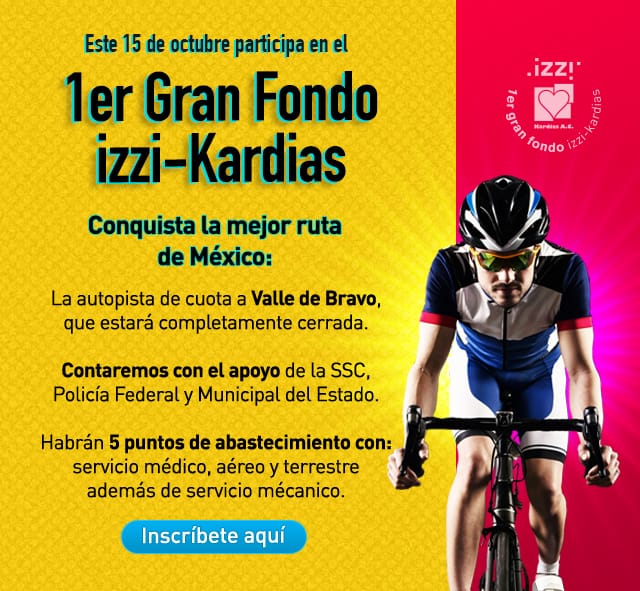 Este 15 de octubre participa en el
1er Gran Fondo
izzi-Kardias
Conquista la mejor ruta
de México:
La autopista de cuota a Valle de Bravo,
que estará completamente cerrada.
Contaremos con el apoyo de la SSC,
Policía Federal y Municipal del Estado.
Habrán 5 puntos de abastecimiento con:
servicio médico, aéreo y terrestre
además de servicio mécanico.
Inscríbete aquí
.izz!
Kardias A.C.
1er gran fondo izzi-kardias